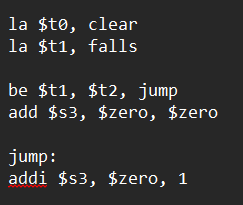 la $t0, clear
la $t1, falls
be $t1, $t2, jump
add $s3, $zero, $zero
jump:
addi $s3, $zero, 1